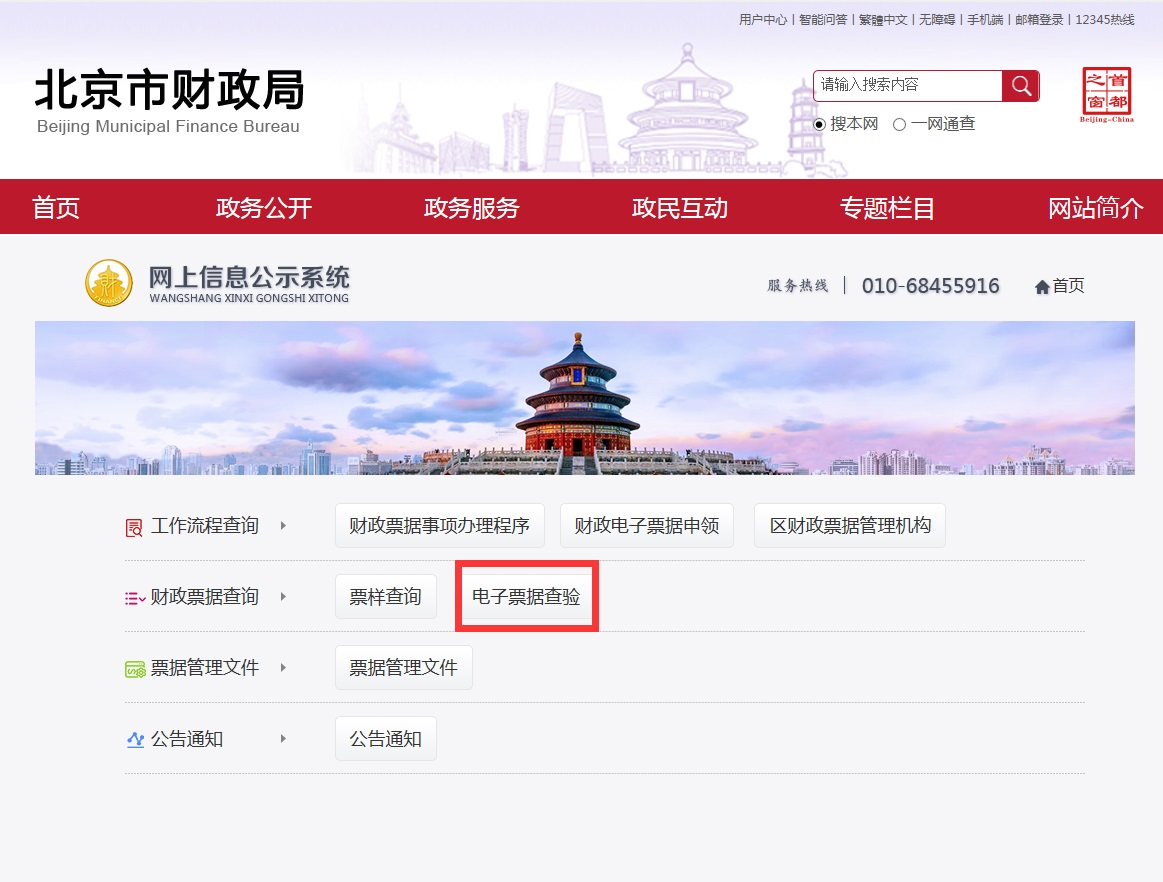 用户中心 | 智能问答 | 繁體中文 | 无障碍 | 手机端 | 邮箱登录 | 12345热线
北京市财政局
Beijing Municipal Finance Bureau
请输入搜索内容
搜本网 一网通查
首都之窗
Beijing-China
首页 政务公开 政务服务 政民互动 专题栏目 网站简介
网上信息公示系统
WANGSHANG XINXI GONGSHI XITONG
服务热线 | 010-68455916 首页
工作流程查询 财政票据事项办理程序 财政电子票据申领 区财政票据管理机构
财政票据查询 票样查询 电子票据查验
票据管理文件 票据管理文件
公告通知 公告通知